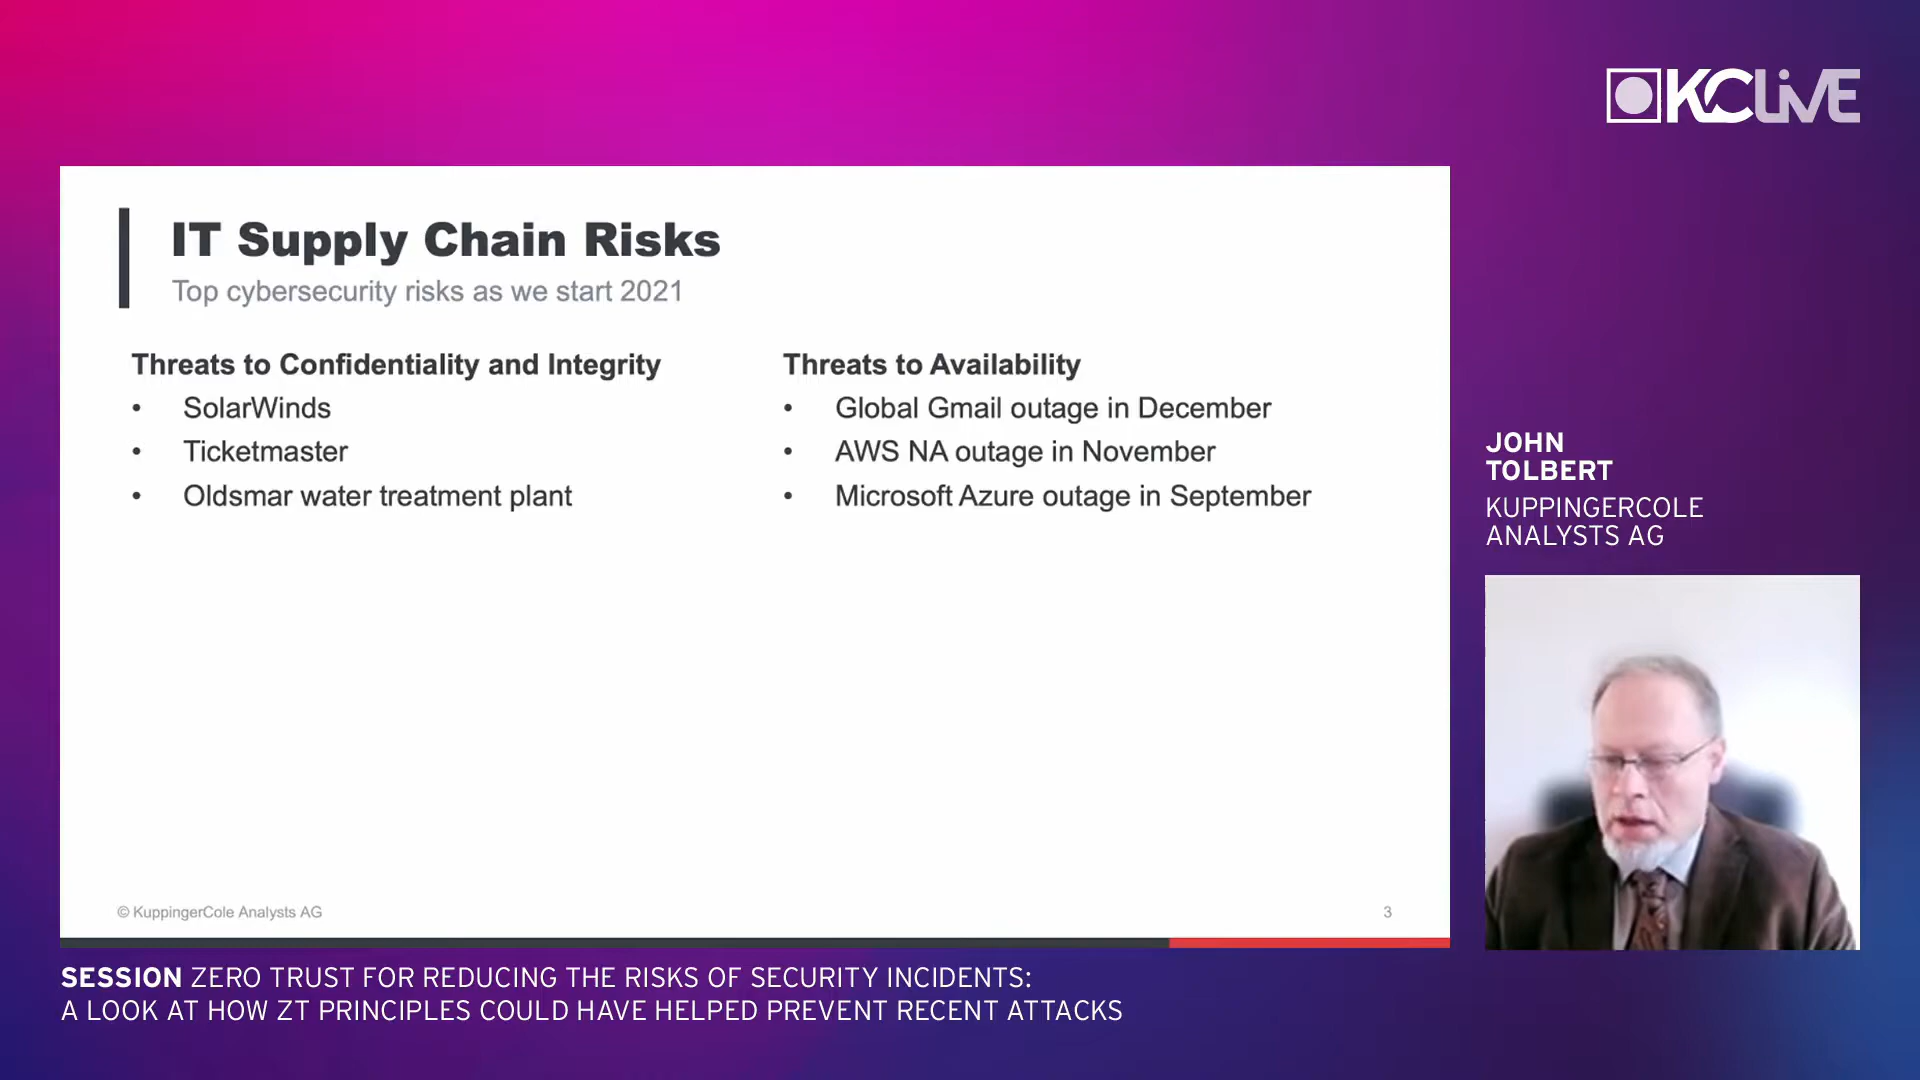 KCLIVE
IT Supply Chain Risks
Top cybersecurity risks as we start 2021
Threats to Confidentiality and Integrity
• SolarWinds
• Ticketmaster
• Oldsmar water treatment plant
Threats to Availability
• Global Gmail outage in December
• AWS NA outage in November
• Microsoft Azure outage in September
© KuppingerCole Analysts AG
3
JOHN
TOLBERT
KUPPINGERCOLE
ANALYSTS AG
SESSION ZERO TRUST FOR REDUCING THE RISKS OF SECURITY INCIDENTS:
A LOOK AT HOW ZT PRINCIPLES COULD HAVE HELPED PREVENT RECENT ATTACKS